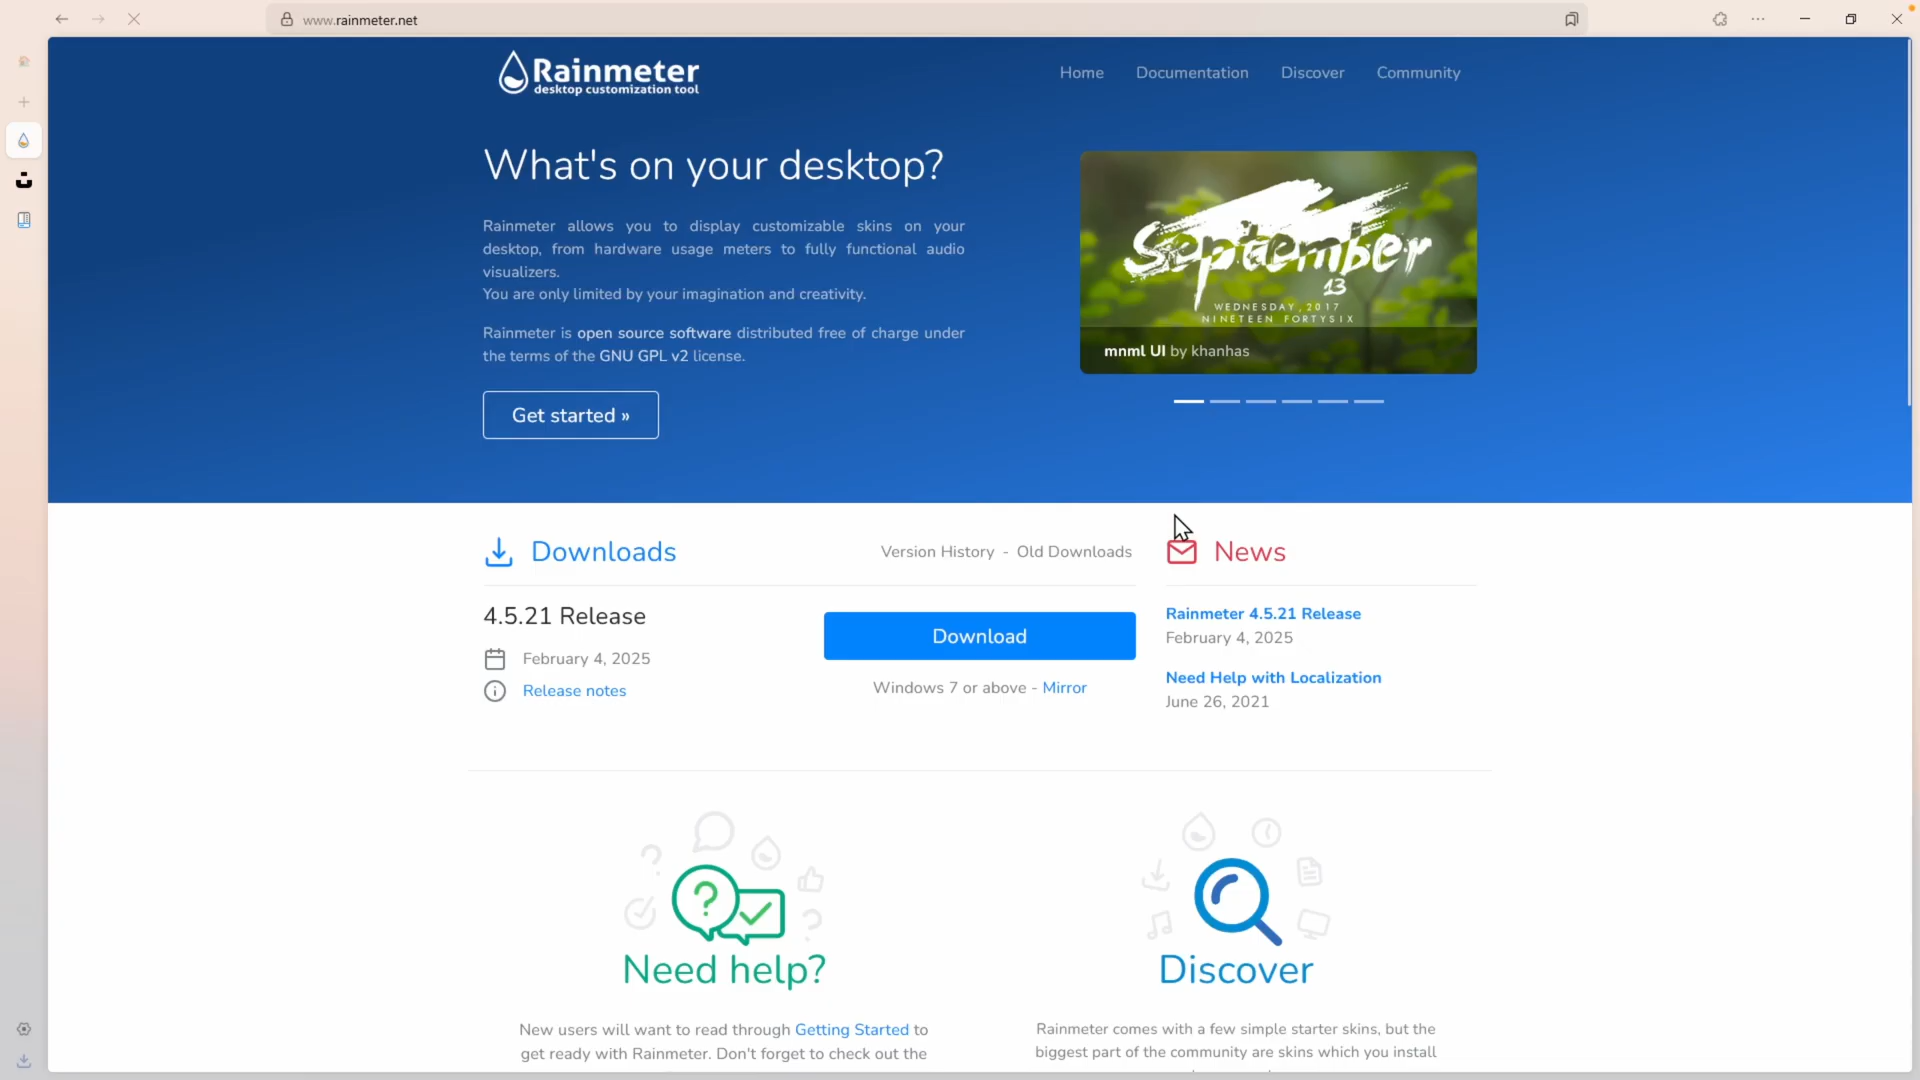 www.rainmeter.net
Rainmeter
desktop customization tool
Home
Documentation
Discover
Community
What's on your desktop?
Rainmeter allows you to display customizable skins on your
desktop, from hardware usage meters to fully functional audio
visualizers.
You are only limited by your imagination and creativity.
Rainmeter is open source software distributed free of charge under
the terms of the GNU GPL v2 license.
Get started »
September
13
WEDNESDAY, 2017
NINETEEN FORTYSIX
mnml UI by khanhas
Downloads
Version History - Old Downloads
4.5.21 Release
February 4, 2025
Release notes
Download
Windows 7 or above - Mirror
News
Rainmeter 4.5.21 Release
February 4, 2025
Need Help with Localization
June 26, 2021
Need help?
New users will want to read through Getting Started to
get ready with Rainmeter. Don't forget to check out the
Discover
Rainmeter comes with a few simple starter skins, but the
biggest part of the community are skins which you install